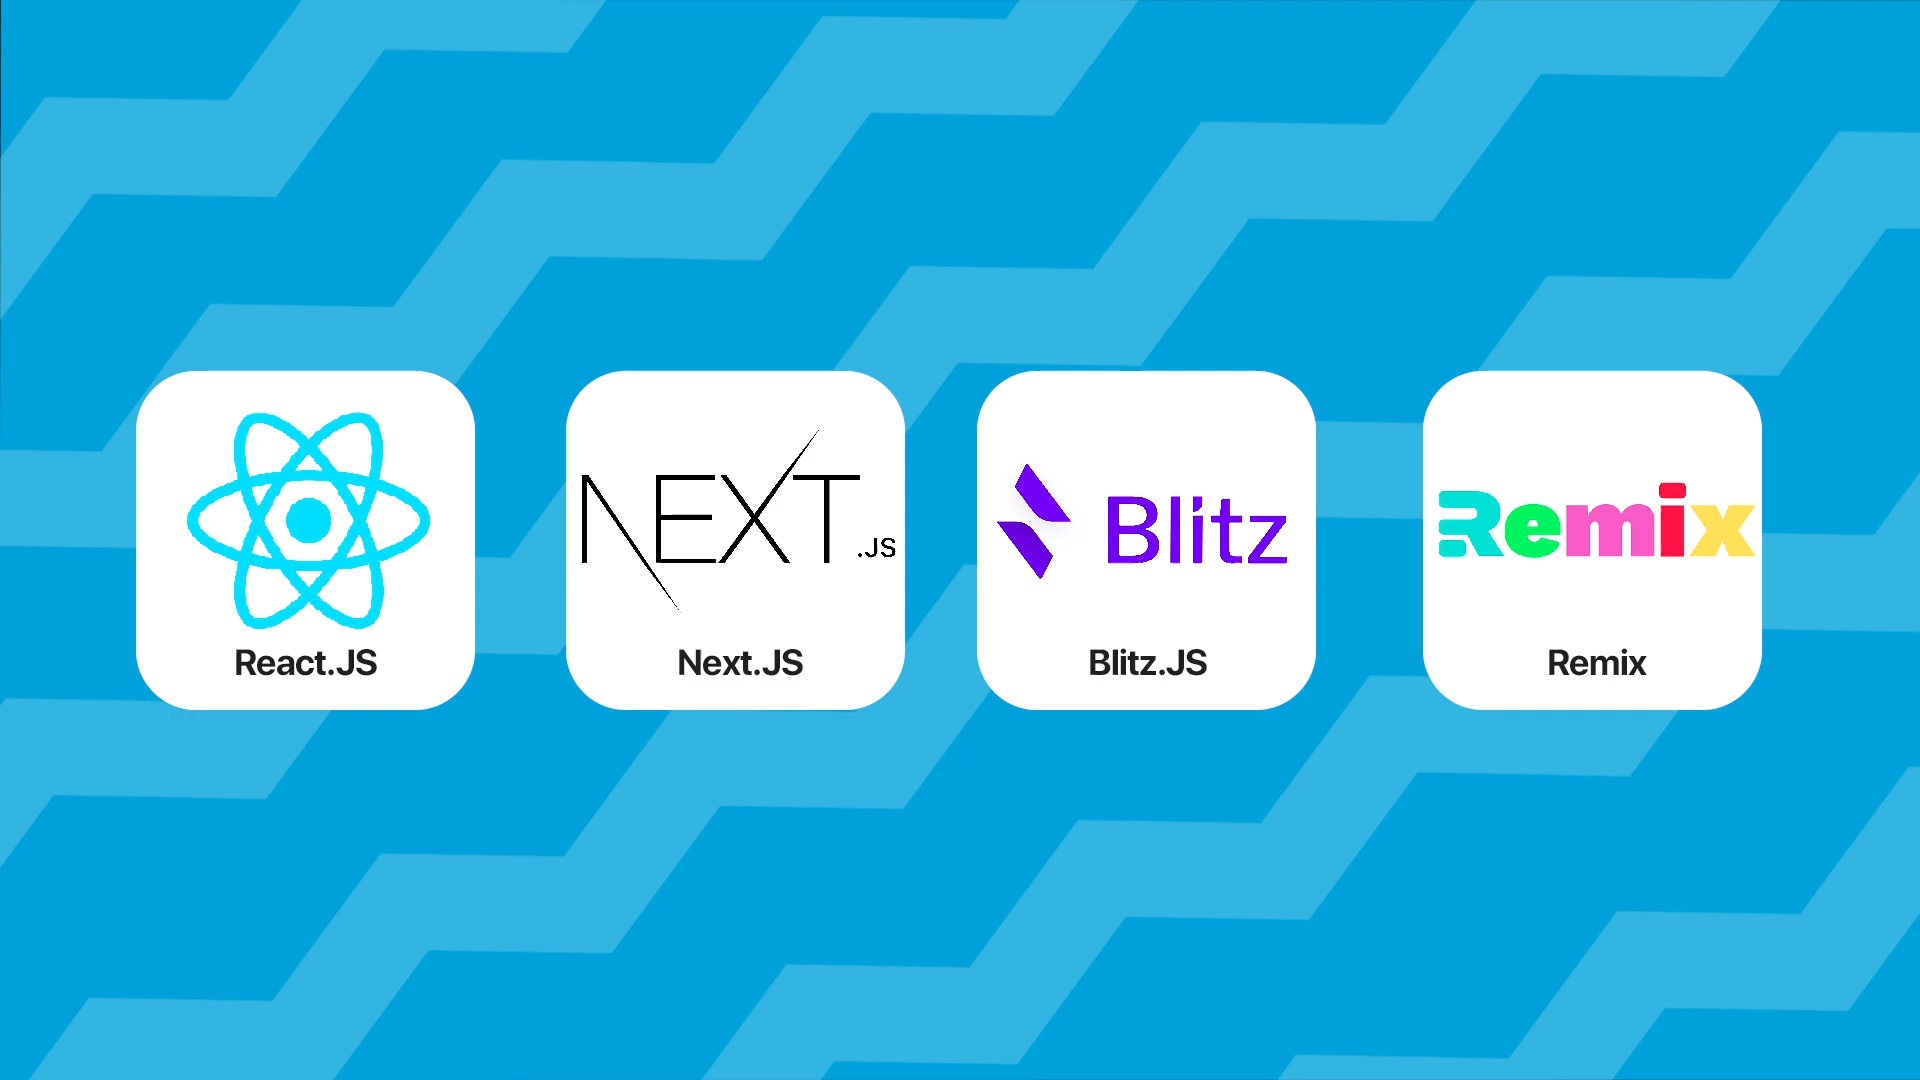 NEXT.JS
Blitz
Remix
React.JS
Next.JS
Blitz.JS
Remix